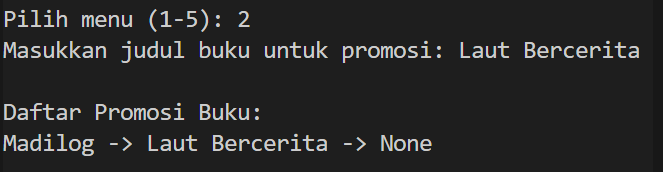 Pilih menu (1-5): 2
Masukkan judul buku untuk promosi: Laut Bercerita
Daftar Promosi Buku:
Madilog -> Laut Bercerita -> None